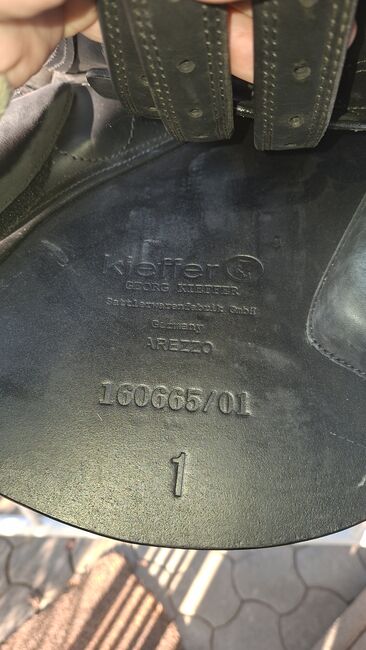 kieffer
GEORG KIEFFER
Sattlerwarenfabrik GmbH
Germany
AREZZO
160665/01
1